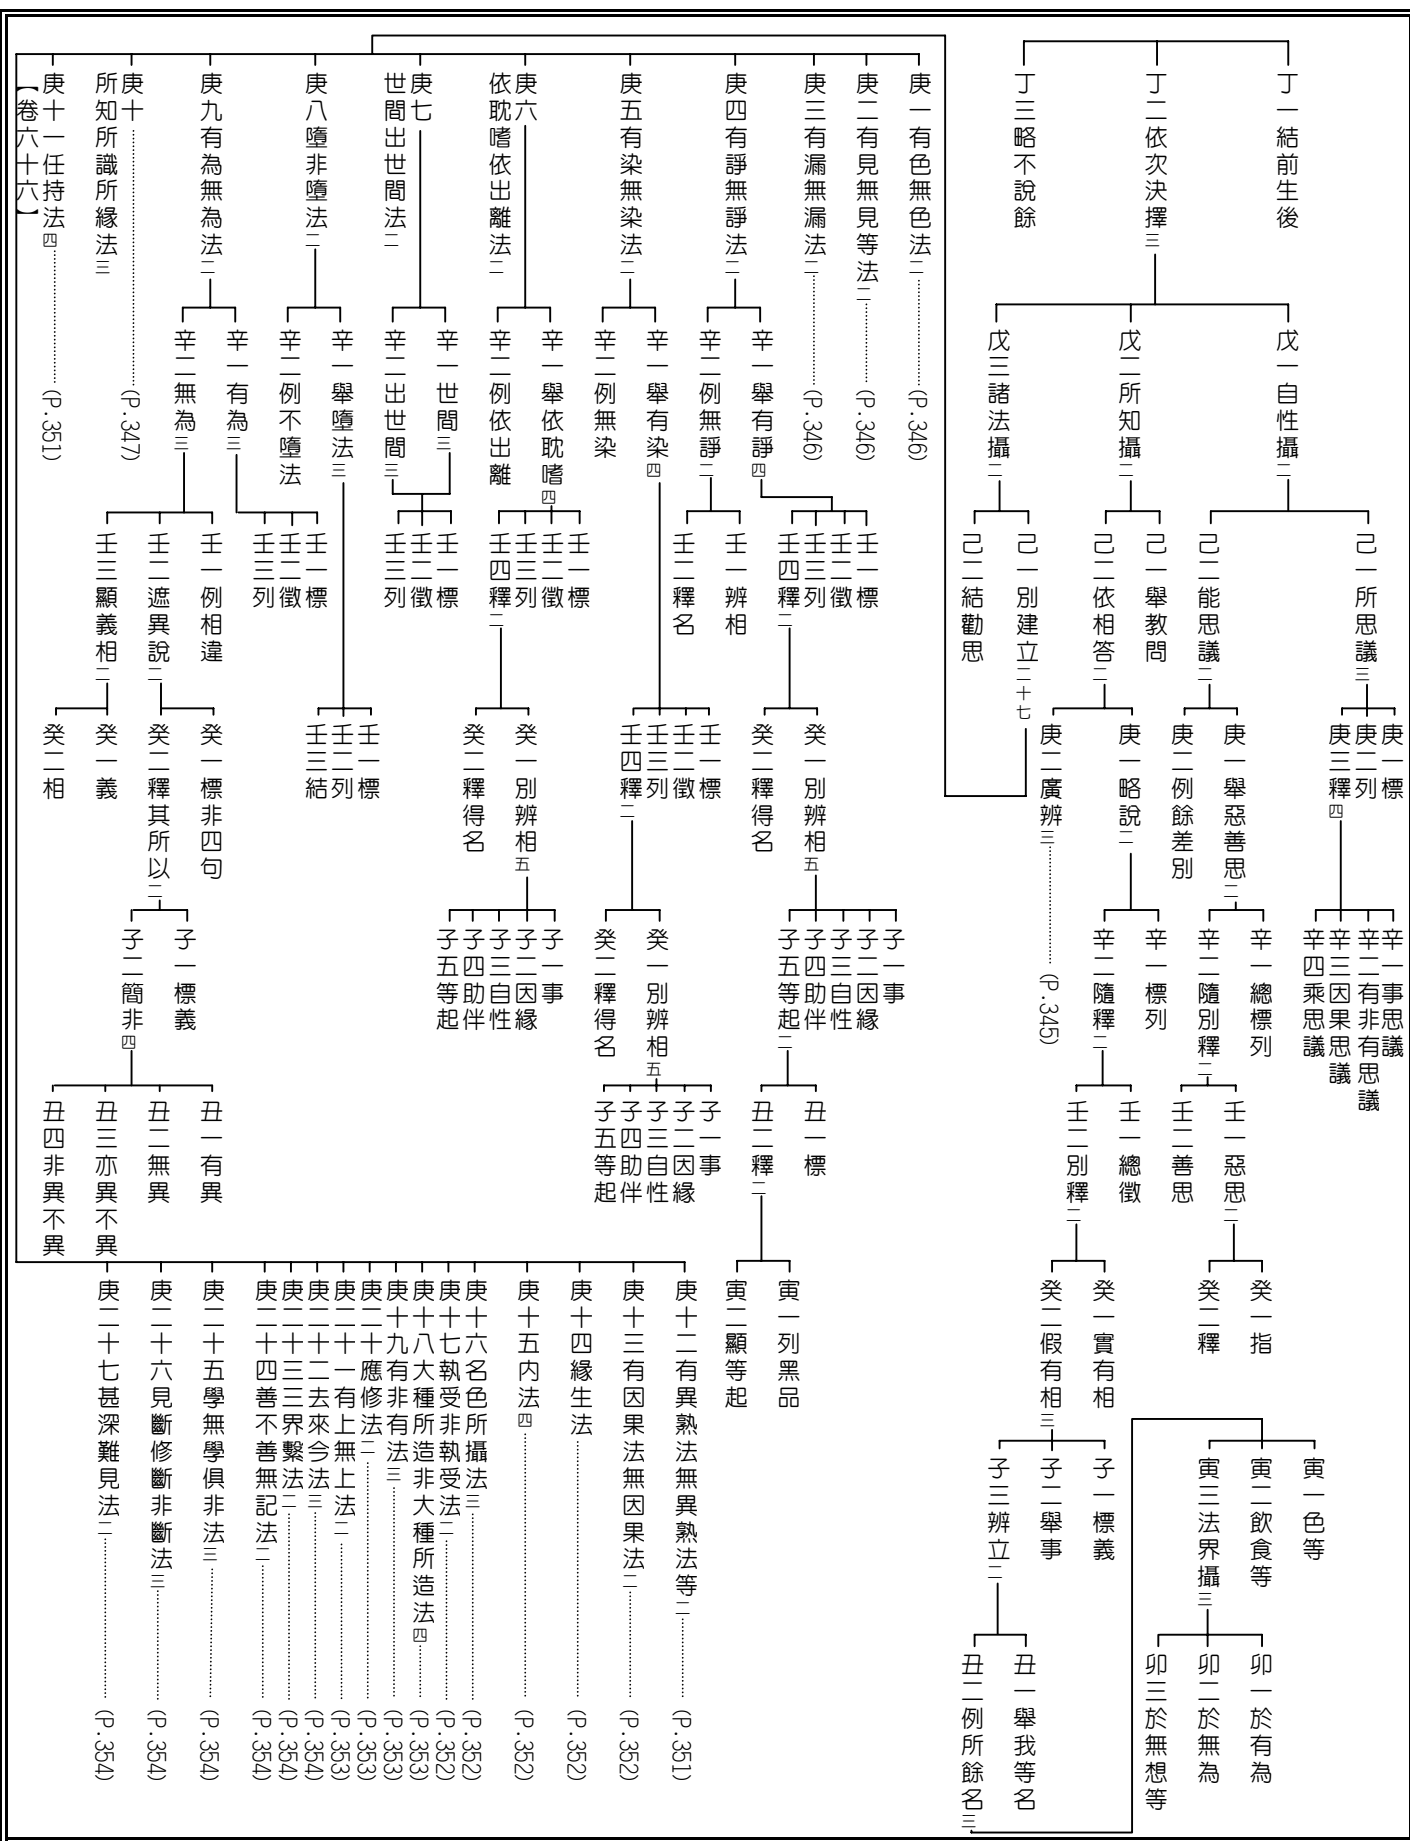 丁一結前生後
丁二依次決擇三
戊一自性攝二
己一所思議三
庚一標
庚二列
庚三釋四
辛一事思議
辛二有非有思議
辛三因果思議
辛四乘思議
己二能思議二
庚一舉惡善思二
辛一總標列
辛二隨別釋二
壬一惡思二
癸一指
癸二釋
壬二善思
庚二例餘差別
戊二所知攝二
己一舉教問
己二依相答二
庚一略說二
辛一標列
辛二隨釋二
壬一總徵
壬二別釋二
癸一實有相
癸二假有相三
子一標義
子二舉事
子三辨立二
丑一舉我等名
丑二例所餘名三
寅一色等
寅二飲食等
寅三法界攝三
卯一於有為
卯二於無為
卯三於無想等
庚二廣辨三 (P.345)
戊三諸法攝二
己一別建立二十七
己二結勸思
丁三略不說餘
庚一有色無色法二 (P.346)
庚二有見無見等法二 (P.346)
庚三有漏無漏法二 (P.346)
庚四有諍無諍法二
辛一舉有諍四
壬一標
壬二徵
壬三列
壬四釋二
癸一別辨相五
子一事
子二因緣
子三自性
子四助伴
子五等起二
丑一標
丑二釋二
寅一列黑品
寅二顯等起
癸二釋得名
辛二例無諍二
壬一辨相
壬二釋名
庚五有染無染法二
辛一舉有染四
壬一標
壬二徵
壬三列
壬四釋二
癸一別辨相五
子一事
子二因緣
子三自性
子四助伴
子五等起
癸二釋得名
辛二例無染
庚六
依耽嗜依出離法二
辛一舉依耽嗜四
壬一標
壬二徵
壬三列
壬四釋二
癸一別辨相五
子一事
子二因緣
子三自性
子四助伴
子五等起
癸二釋得名
辛二例依出離
庚七
世間出世間法二
辛一世間三
辛二出世間三
壬一標
壬二徵
壬三列
庚八墮非墮法二
辛一舉墮法三
壬一標
壬二列
壬三結
辛二例不墮法
庚九有為無為法二
辛一有為三
壬一標
壬二徵
壬三列
辛二無為三
壬一例相違
壬二遮異說二
癸一標非四句
癸二釋其所以二
子一標義
子二簡非四
丑一有異
丑二無異
丑三亦異不異
丑四非異不異
壬三顯義相二
癸一義
癸二相
庚十 (P.347)
所知所識所緣法三
庚十一任持法四 (P.351)
【卷六十六】
庚十二有異熟法無異熟法等二 (P.351)
庚十三有因果法無因果法二 (P.352)
庚十四緣生法 (P.352)
庚十五內法四 (P.352)
庚十六名色所攝法三 (P.352)
庚十七執受非執受法二 (P.352)
庚十八大種所造非大種所造法四 (P.353)
庚十九有非有法三 (P.353)
庚二十應修法二 (P.353)
庚二十一有上無上法二 (P.353)
庚二十二去來今法三 (P.354)
庚二十三三界繫法二 (P.354)
庚二十四善不善無記法二 (P.354)
庚二十五學無學俱非法三 (P.354)
庚二十六見斷修斷非斷法三 (P.354)
庚二十七甚深難見法二 (P.354)